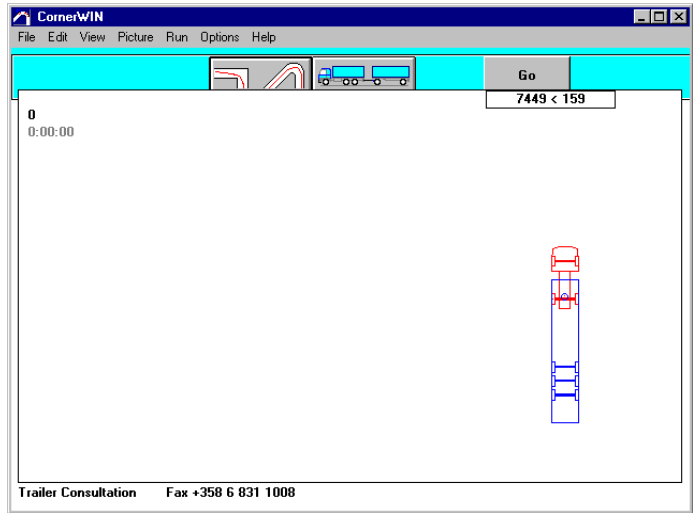 CornerWIN
File Edit View Picture Run Options Help
Go
7449 < 159
0
0:00:00
Trailer Consultation Fax +358 6 831 1008